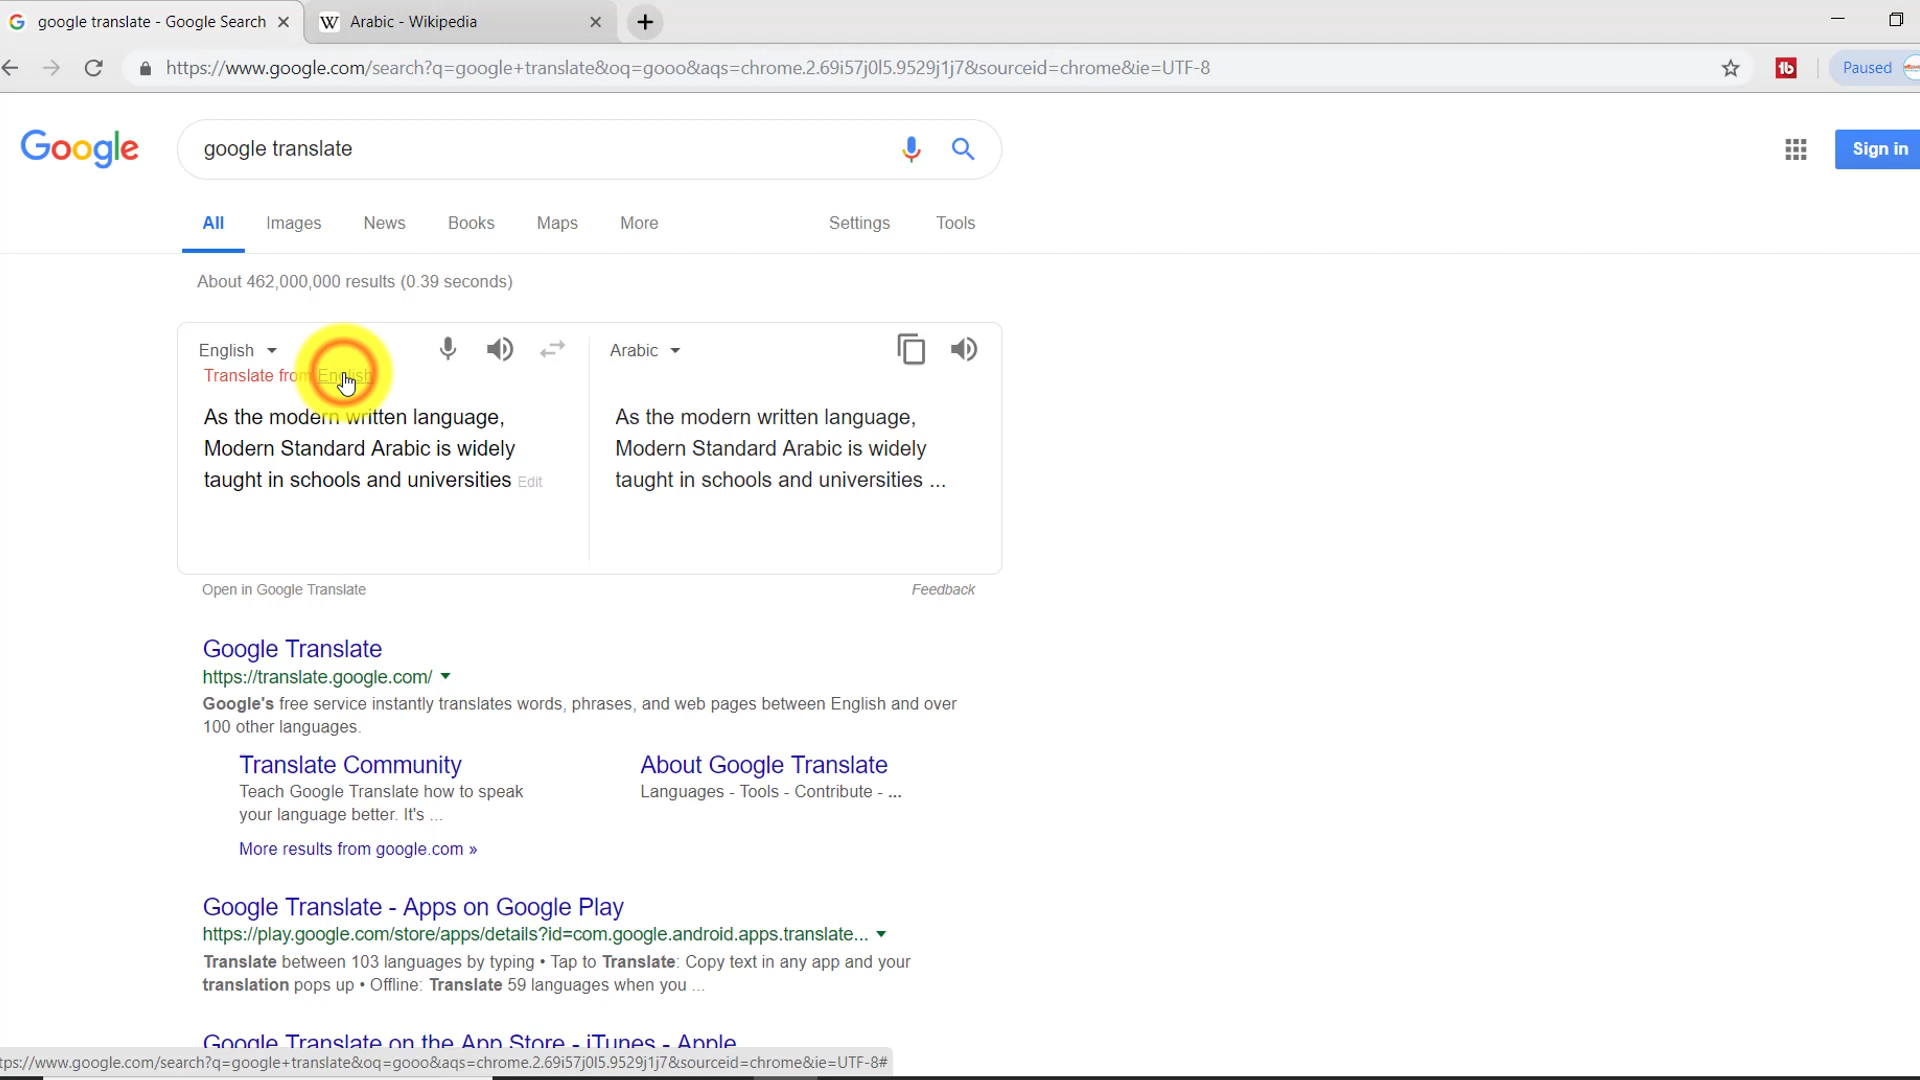 google translate - Google Search
Arabic - Wikipedia
https://www.google.com/search?q=google+translate&oq=gooo&aqs=chrome.2.69i57j0l5.9529j1j7&sourceid=chrome&ie=UTF-8
Paused
Google
google translate
Sign in
All Images News Books Maps More Settings Tools
About 462,000,000 results (0.39 seconds)
English
Arabic
Translate from English
As the modern written language,
Modern Standard Arabic is widely
taught in schools and universities Edit
As the modern written language,
Modern Standard Arabic is widely
taught in schools and universities ...
Open in Google Translate
Feedback
Google Translate
https://translate.google.com/
Google's free service instantly translates words, phrases, and web pages between English and over
100 other languages.
Translate Community
Teach Google Translate how to speak
your language better. It's ...
About Google Translate
Languages - Tools - Contribute - ...
More results from google.com »
Google Translate - Apps on Google Play
https://play.google.com/store/apps/details?id=com.google.android.apps.translate...
Translate between 103 languages by typing • Tap to Translate: Copy text in any app and your
translation pops up • Offline: Translate 59 languages when you ...
Google Translate on the App Store - iTunes - Apple
tps://www.google.com/search?q=google+translate&oq=gooo&aqs=chrome.2.69i57j0l5.9529j1j7&sourceid=chrome&ie=UTF-8#